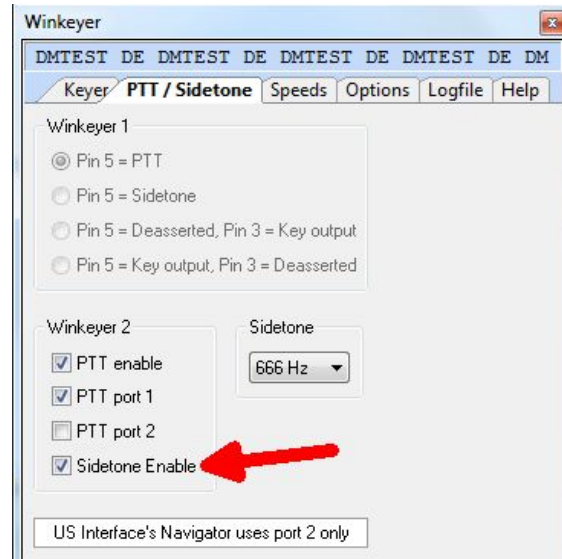 Winkeyer
DMTEST DE DMTEST DE DMTEST DE DMTEST DE DM
Keyer PTT / Sidetone Speeds Options Logfile Help
Winkeyer 1
Pin 5 = PTT
Pin 5 = Sidetone
Pin 5 = Deasserted, Pin 3 = Key output
Pin 5 = Key output, Pin 3 = Deasserted
Winkeyer 2
PTT enable
PTT port 1
PTT port 2
Sidetone Enable
Sidetone
666 Hz
US Interface's Navigator uses port 2 only